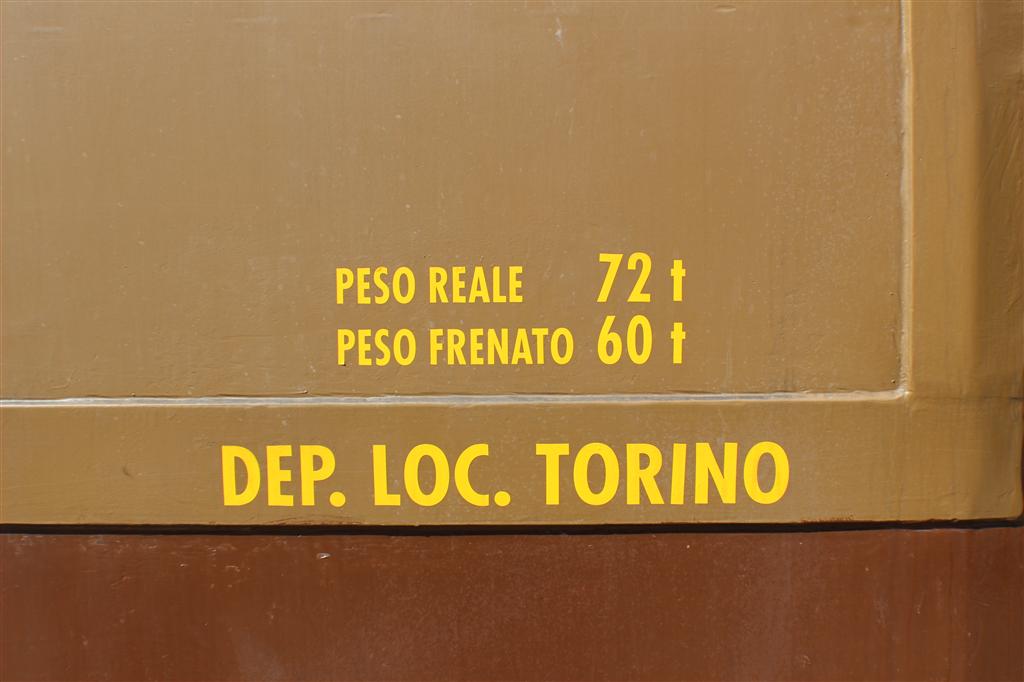 PESO REALE 72 t
PESO FRENATO 60 t
DEP. LOC. TORINO